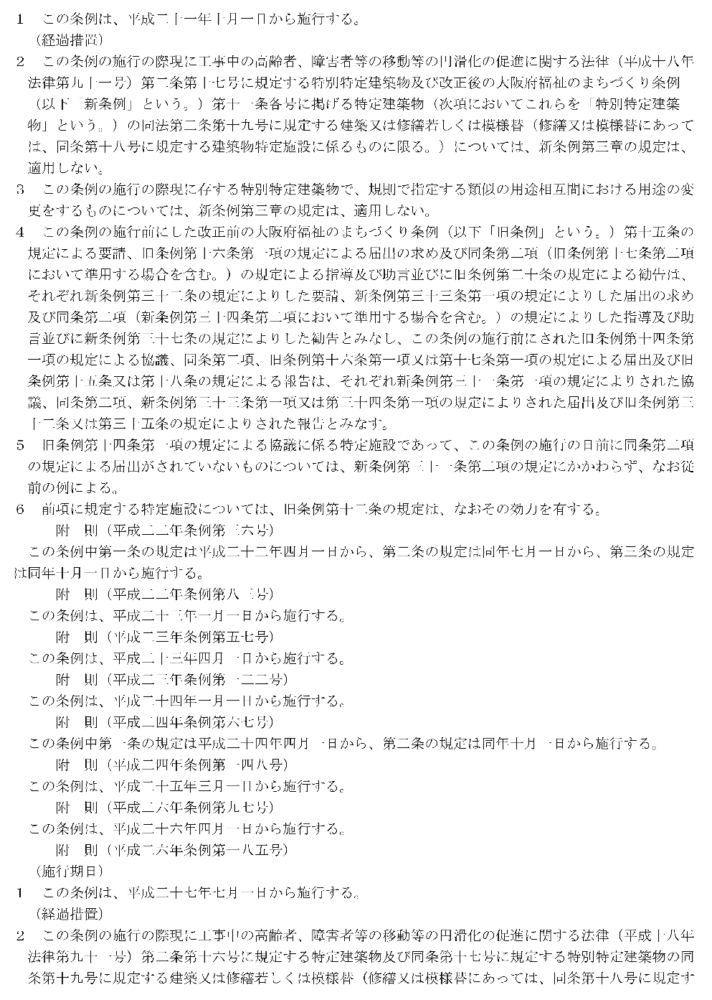 １　この条例は、平成二十一年十月一日から施行する。
（経過措置）
２　この条例の施行の際現に工事中の高齢者、障害者等の移動等の円滑化の促進に関する法律（平成十八年
法律第九十一号）第二条第十七号に規定する特別特定建築物及び改正後の大阪府福祉のまちづくり条例
（以下「新条例」という。）第十一条各号に掲げる特定建築物（次項においてこれらを「特別特定建築
物」という。）の同法第二条第十九号に規定する建築又は修繕若しくは模様替（修繕又は模様替にあって
は、同条第十八号に規定する建築物特定施設に係るものに限る。）については、新条例第三章の規定は、
適用しない。
３　この条例の施行の際現に存する特別特定建築物で、規則で指定する類似の用途相互間における用途の変
更をするものについては、新条例第三章の規定は、適用しない。
４　この条例の施行前にした改正前の大阪府福祉のまちづくり条例（以下「旧条例」という。）第十五条の
規定による要請、旧条例第十六条第一項の規定による届出の求め及び同条第二項（旧条例第十七条第二項
において準用する場合を含む。）の規定による指導及び助言並びに旧条例第二十条の規定による勧告は、
それぞれ新条例第三十二条の規定によりした要請、新条例第三十三条第一項の規定によりした届出の求め
及び同条第二項（新条例第三十四条第二項において準用する場合を含む。）の規定によりした指導及び助
言並びに新条例第三十七条の規定によりした勧告とみなし、この条例の施行前にされた旧条例第十四条第
一項の規定による協議、同条第二項、旧条例第十六条第一項又は第十七条第一項の規定による届出及び旧
条例第十五条又は第十八条の規定による報告は、それぞれ新条例第三十一条第一項の規定によりされた協
議、同条第二項、新条例第三十三条第一項又は第三十四条第一項の規定によりされた届出及び旧条例第三
十二条又は第三十五条の規定によりされた報告とみなす。
５　旧条例第十四条第一項の規定による協議に係る特定施設であって、この条例の施行の日前に同条第二項
の規定による届出がされていないものについては、新条例第三十一条第二項の規定にかかわらず、なお従
前の例による。
６　前項に規定する特定施設については、旧条例第十二条の規定は、なおその効力を有する。
附　則（平成二二年条例第三六号）
この条例中第一条の規定は平成二十二年四月一日から、第二条の規定は同年七月一日から、第三条の規定
は同年十月一日から施行する。
附　則（平成二二年条例第八三号）
この条例は、平成二十三年一月一日から施行する。
附　則（平成二三年条例第五七号）
この条例は、平成二十三年四月一日から施行する。
附　則（平成二三年条例第一二二号）
この条例は、平成二十四年一月一日から施行する。
附　則（平成二四年条例第六七号）
この条例中第一条の規定は平成二十四年四月一日から、第二条の規定は同年十月一日から施行する。
附　則（平成二四年条例第一四八号）
この条例は、平成二十五年三月一日から施行する。
附　則（平成二六年条例第九七号）
この条例は、平成二十六年四月一日から施行する。
附　則（平成二六年条例第一八五号）
（施行期日）
１　この条例は、平成二十七年七月一日から施行する。
（経過措置）
２　この条例の施行の際現に工事中の高齢者、障害者等の移動等の円滑化の促進に関する法律（平成十八年
法律第九十一号）第二条第十六号に規定する特定建築物及び同条第十七号に規定する特別特定建築物の同
条第十九号に規定する建築又は修繕若しくは模様替（修繕又は模様替にあっては、同条第十八号に規定す